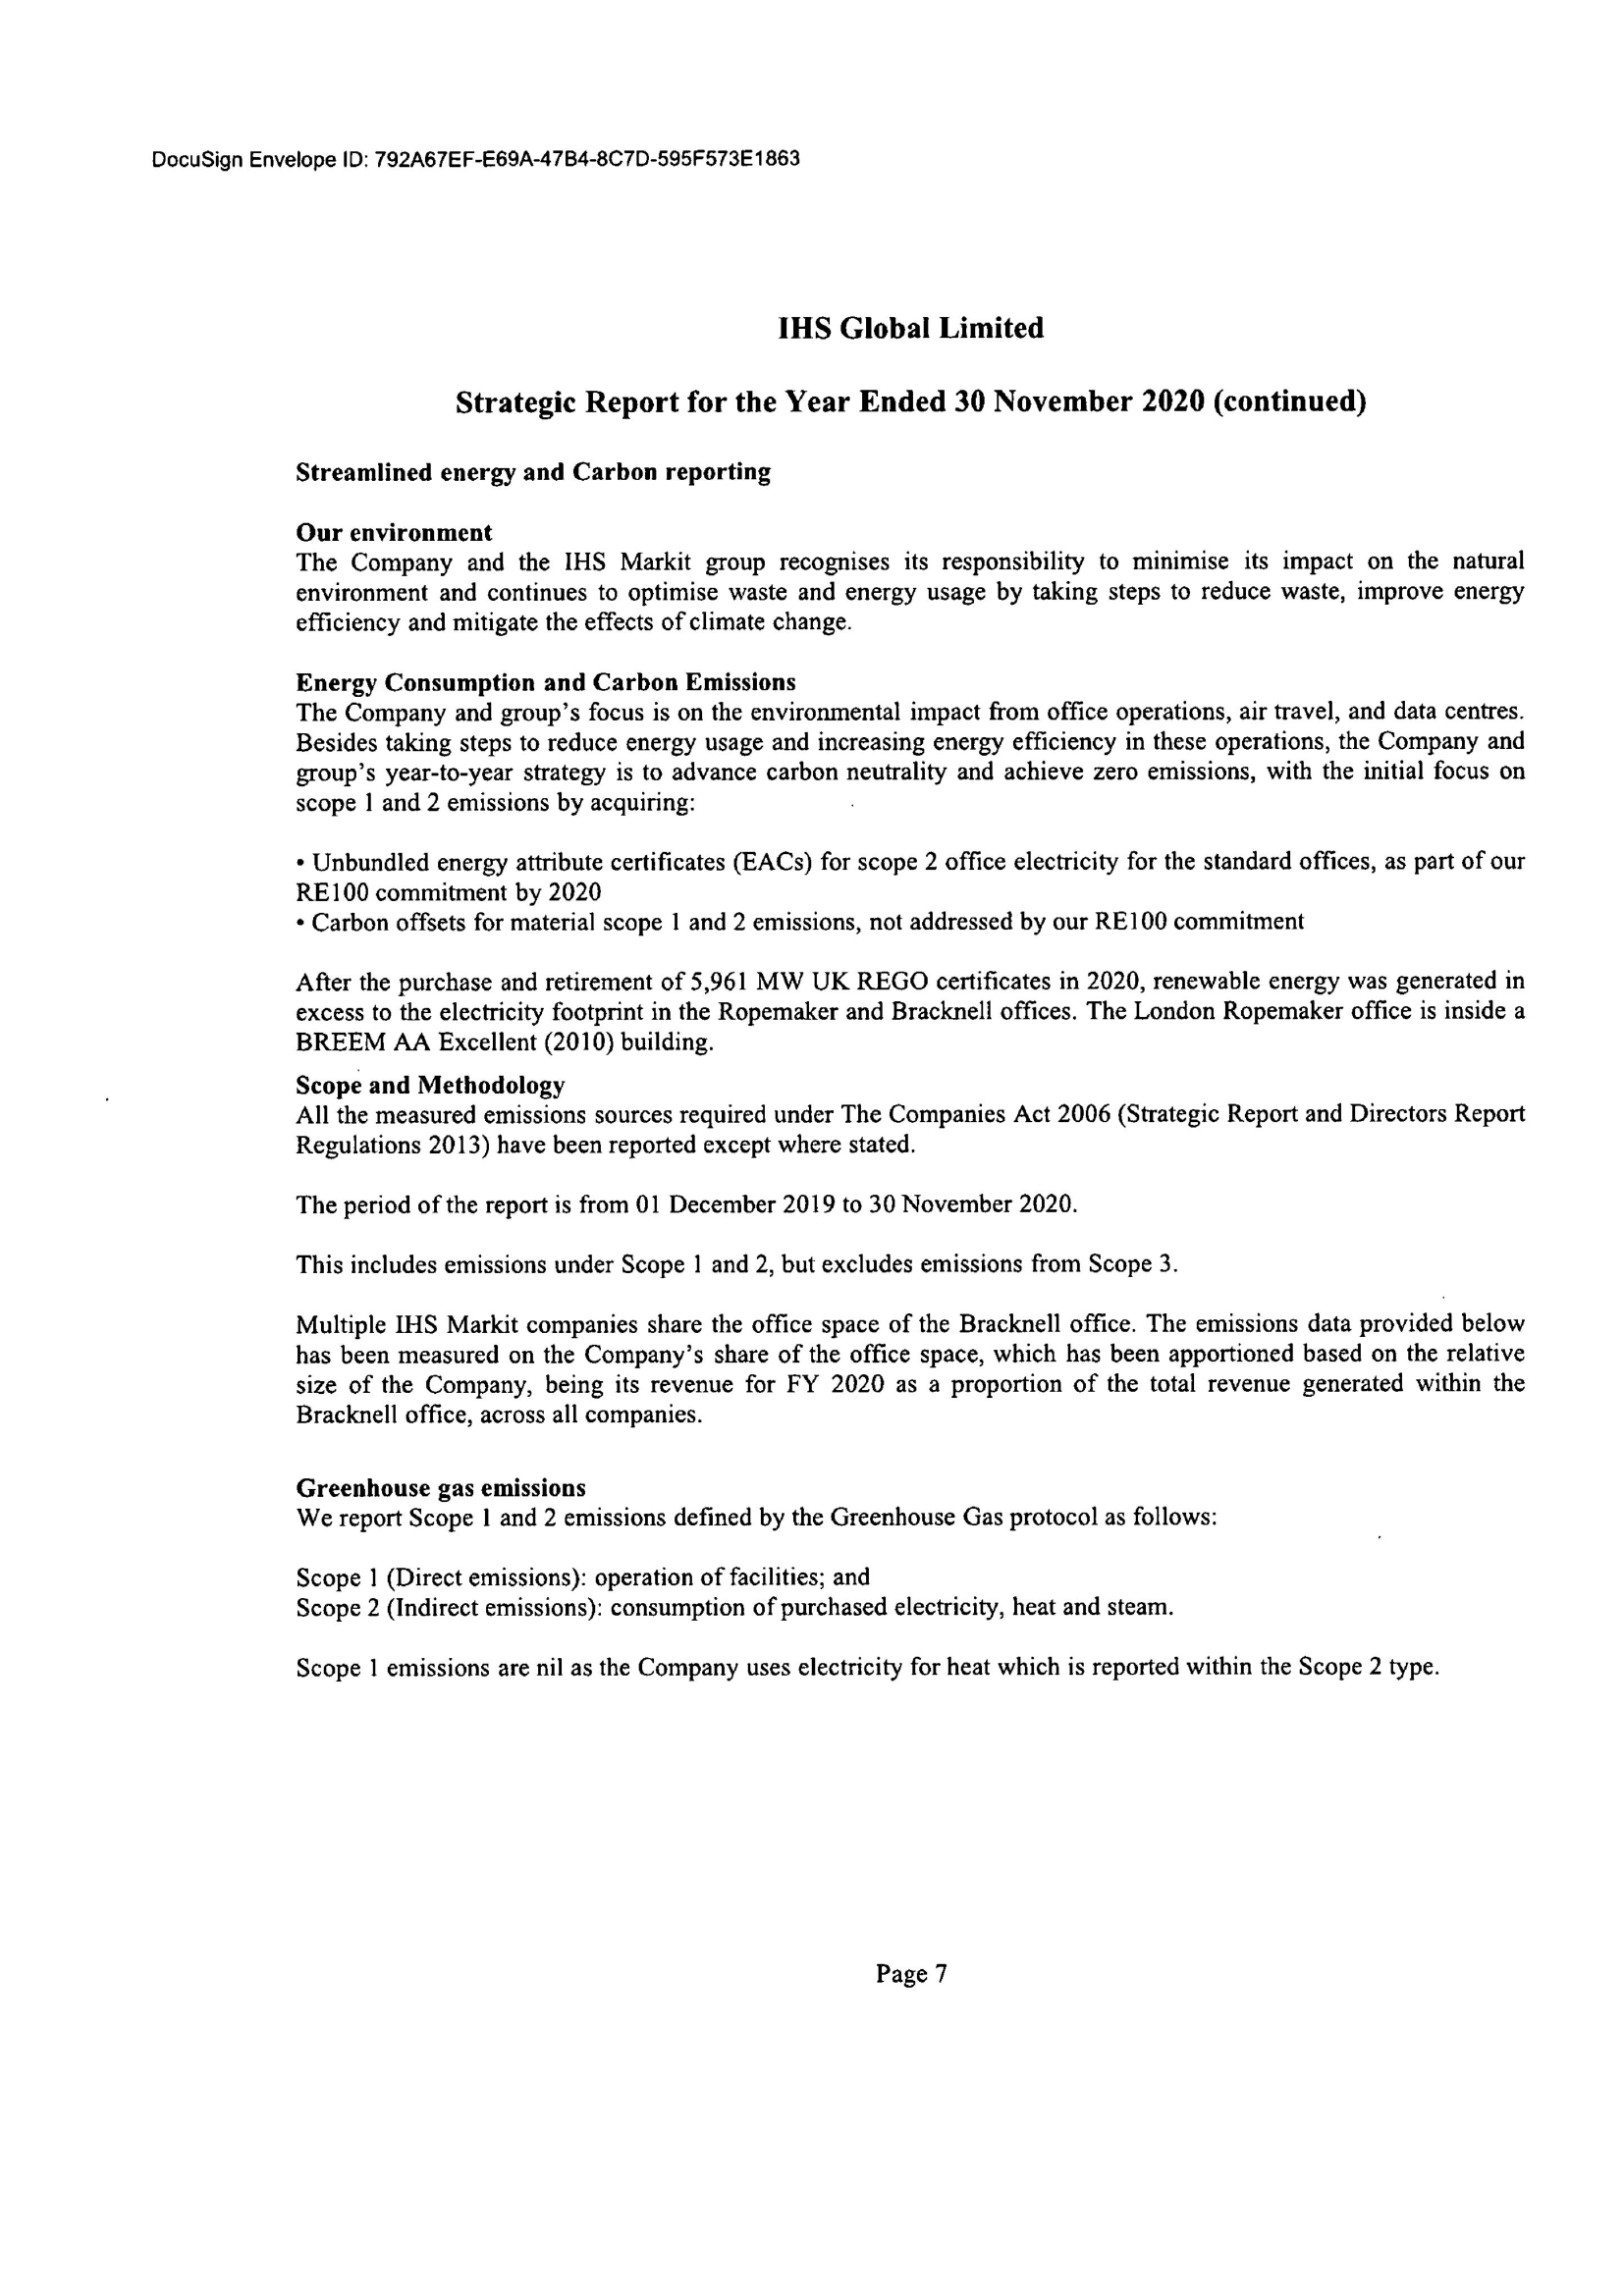 DocuSign Envelope ID: 792A67EF-E69A-47B4-8C7D-595F573E1863
IHS Global Limited
Strategic Report for the Year Ended 30 November 2020 (continued)
Streamlined energy and Carbon reporting
Our environment
The Company and the IHS Markit group recognises its responsibility to minimise its impact on the natural
environment and continues to optimise waste and energy usage by taking steps to reduce waste, improve energy
efficiency and mitigate the effects of climate change.
Energy Consumption and Carbon Emissions
The Company and group's focus is on the environmental impact from office operations, air travel, and data centres.
Besides taking steps to reduce energy usage and increasing energy efficiency in these operations, the Company and
group's year-to-year strategy is to advance carbon neutrality and achieve zero emissions, with the initial focus on
scope 1 and 2 emissions by acquiring:
• Unbundled energy attribute certificates (EACs) for scope 2 office electricity for the standard offices, as part of our
RE100 commitment by 2020
• Carbon offsets for material scope 1 and 2 emissions, not addressed by our RE100 commitment
After the purchase and retirement of 5,961 MW UK REGO certificates in 2020, renewable energy was generated in
excess to the electricity footprint in the Ropemaker and Bracknell offices. The London Ropemaker office is inside a
BREEM AA Excellent (2010) building.
Scope and Methodology
All the measured emissions sources required under The Companies Act 2006 (Strategic Report and Directors Report
Regulations 2013) have been reported except where stated.
The period of the report is from 01 December 2019 to 30 November 2020.
This includes emissions under Scope 1 and 2, but excludes emissions from Scope 3.
Multiple IHS Markit companies share the office space of the Bracknell office. The emissions data provided below
has been measured on the Company's share of the office space, which has been apportioned based on the relative
size of the Company, being its revenue for FY 2020 as a proportion of the total revenue generated within the
Bracknell office, across all companies.
Greenhouse gas emissions
We report Scope 1 and 2 emissions defined by the Greenhouse Gas protocol as follows:
Scope 1 (Direct emissions): operation of facilities; and
Scope 2 (Indirect emissions): consumption of purchased electricity, heat and steam.
Scope 1 emissions are nil as the Company uses electricity for heat which is reported within the Scope 2 type.
Page 7